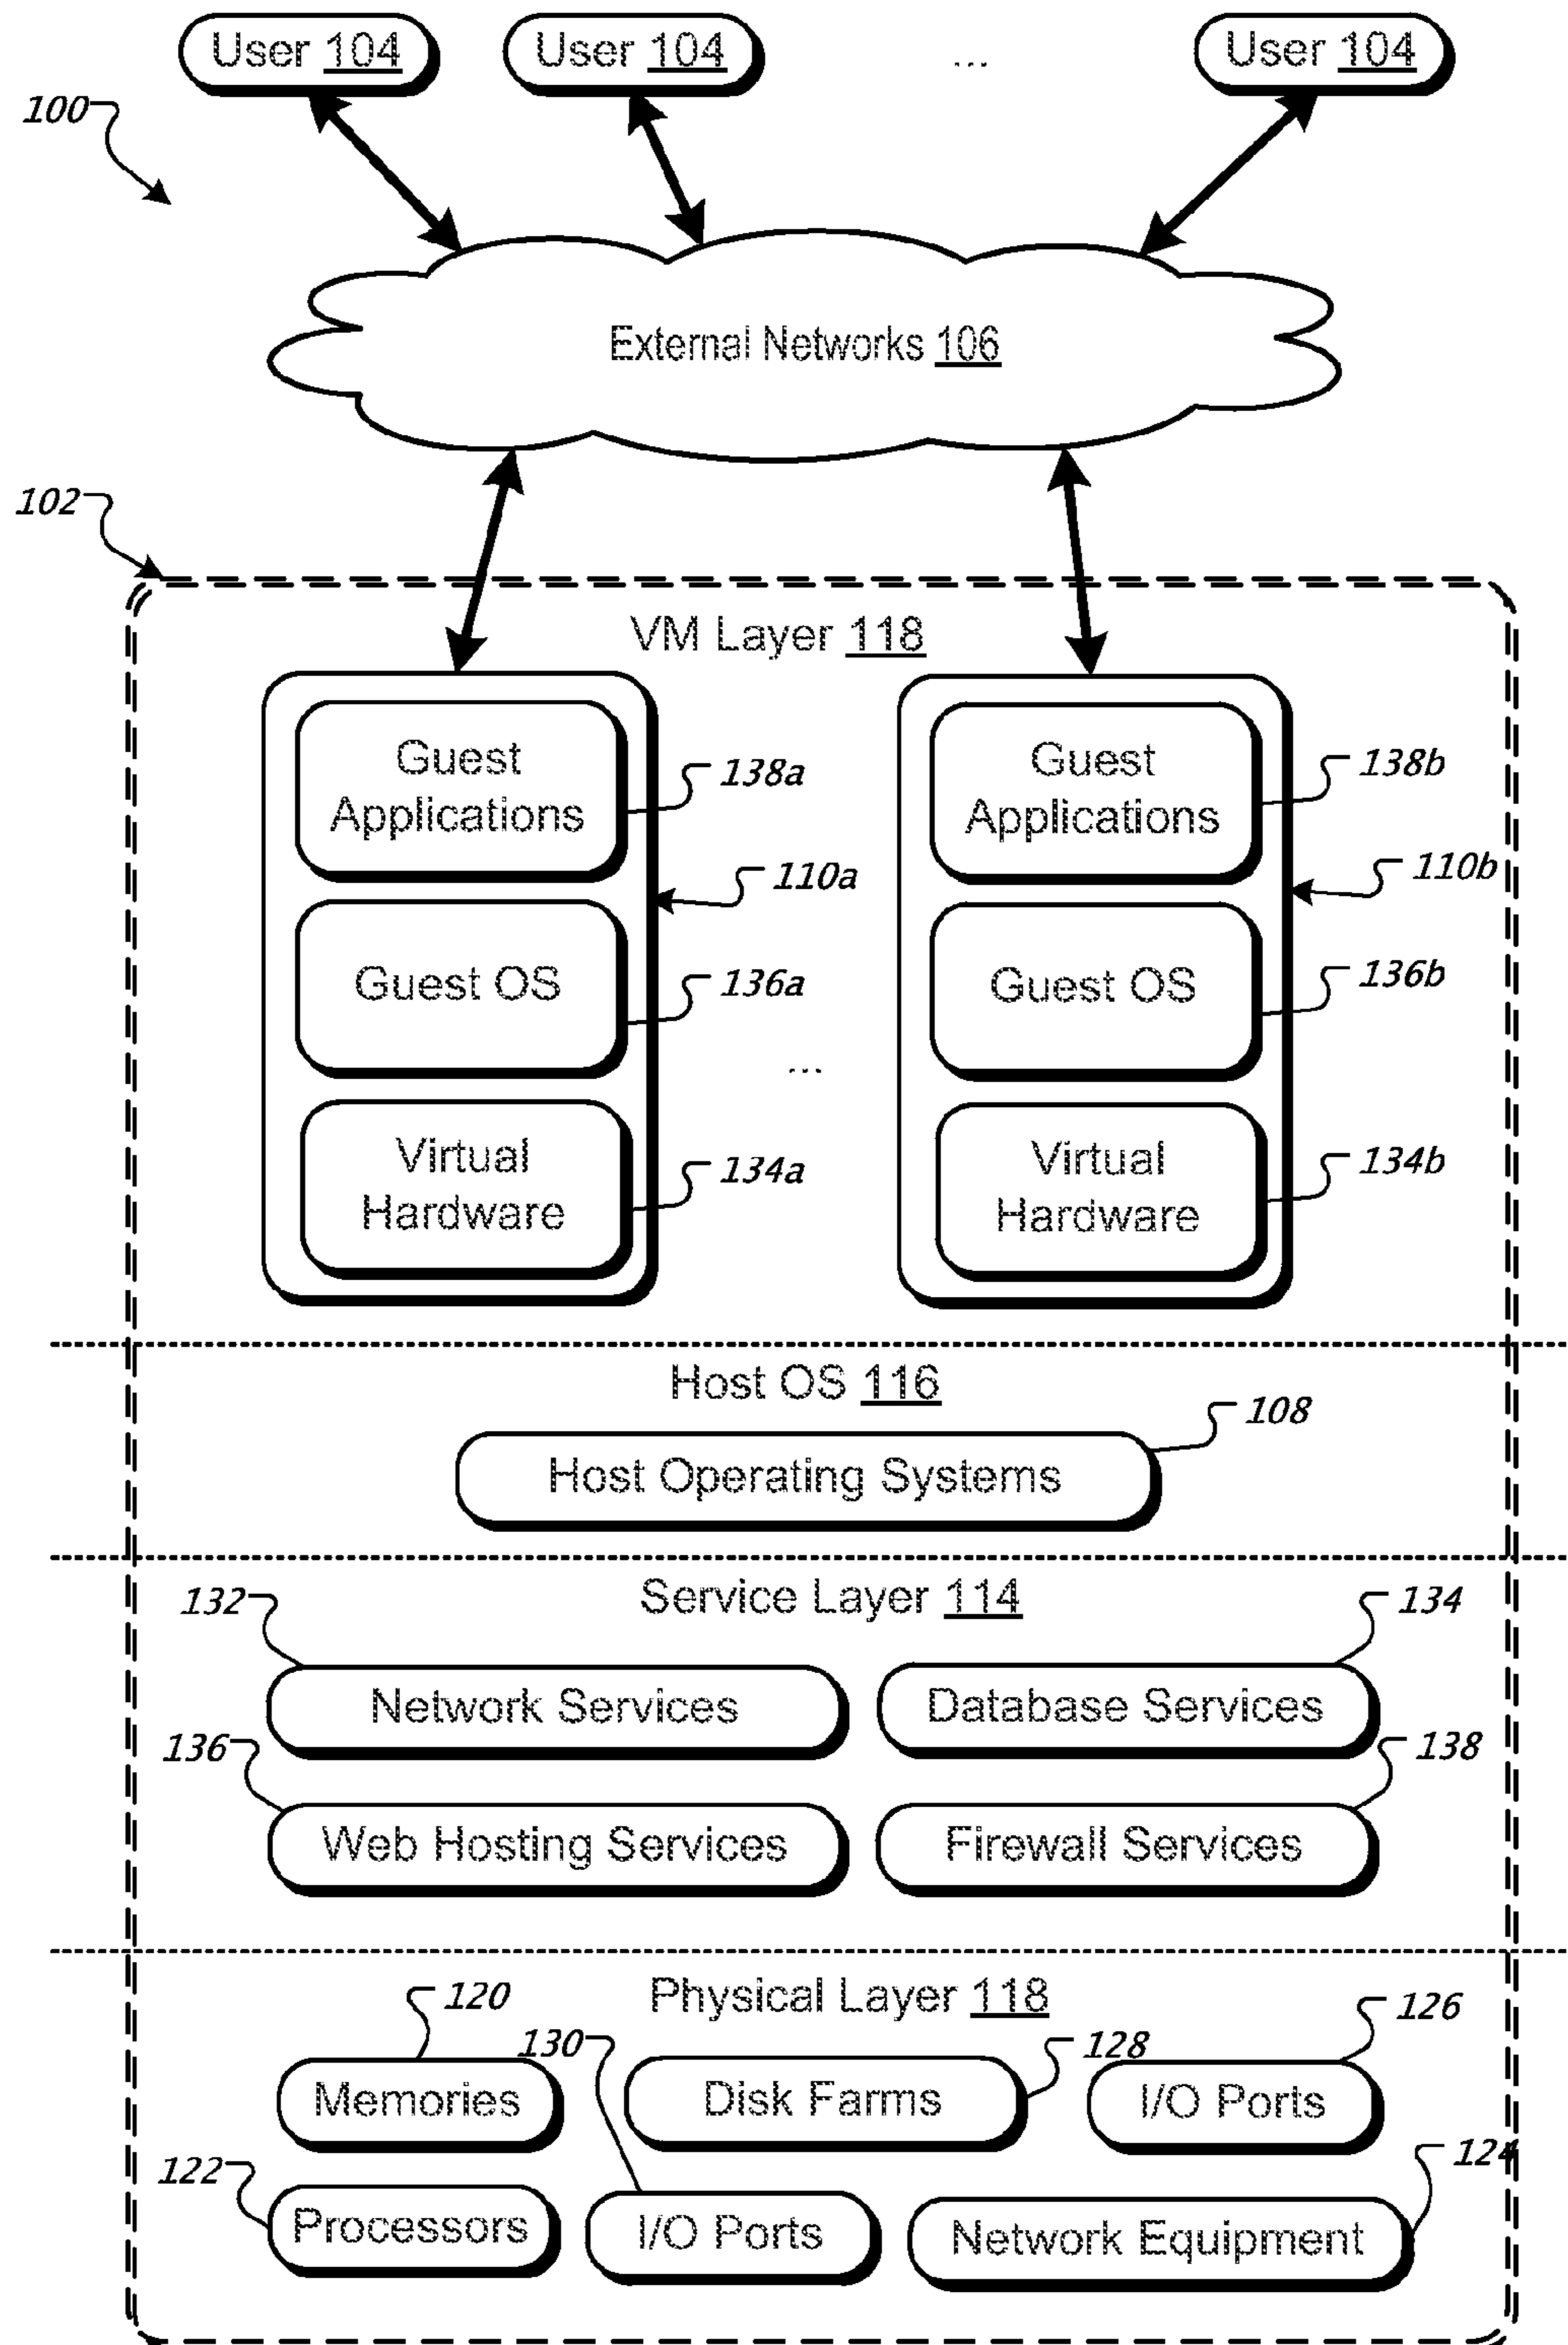 User 104
User 104
...
User 104
100
External Networks 106
102
VM Layer 118
Guest
Applications
138a
Guest
Applications
138b
110a
110b
Guest OS
136a
Guest OS
136b
...
Virtual
Hardware
134a
Virtual
Hardware
134b
Host OS 116
108
Host Operating Systems
Service Layer 114
132
134
Network Services
Database Services
136
138
Web Hosting Services
Firewall Services
Physical Layer 118
120
130
128
126
Memories
Disk Farms
I/O Ports
122
124
Processors
I/O Ports
Network Equipment